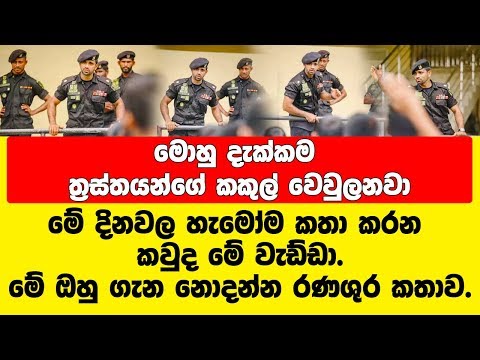 මොහු දැක්කම
ත්‍රස්තයන්ගේ කකුල් වෙවුලනවා
මේ දිනවල හැමෝම කතා කරන
කවුද මේ වැඩ්ඩා.
මේ ඔහු ගැන නොදන්න රණශුර කතාව.